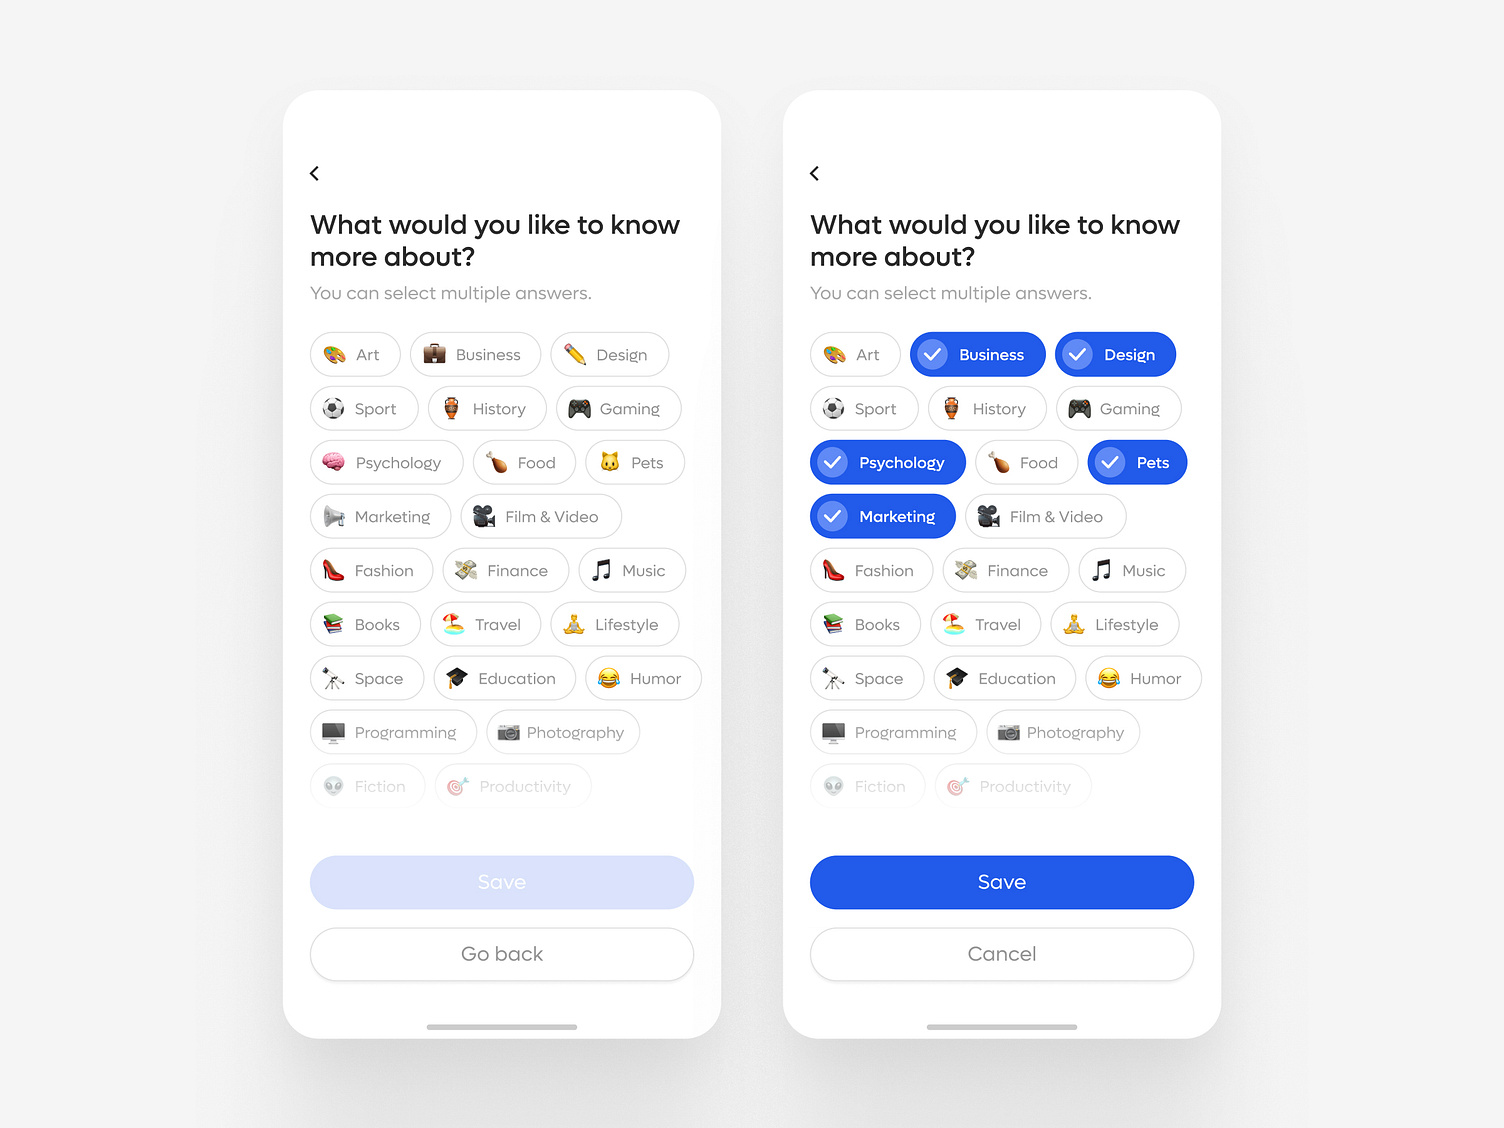 What would you like to know
more about?
You can select multiple answers.
Art Business Design
Sport History Gaming
Psychology Food Pets
Marketing Film & Video
Fashion Finance Music
Books Travel Lifestyle
Space Education Humor
Programming Photography
Fiction Productivity
Save
Go back
What would you like to know
more about?
You can select multiple answers.
Art Business Design
Sport History Gaming
Psychology Food Pets
Marketing Film & Video
Fashion Finance Music
Books Travel Lifestyle
Space Education Humor
Programming Photography
Fiction Productivity
Save
Cancel